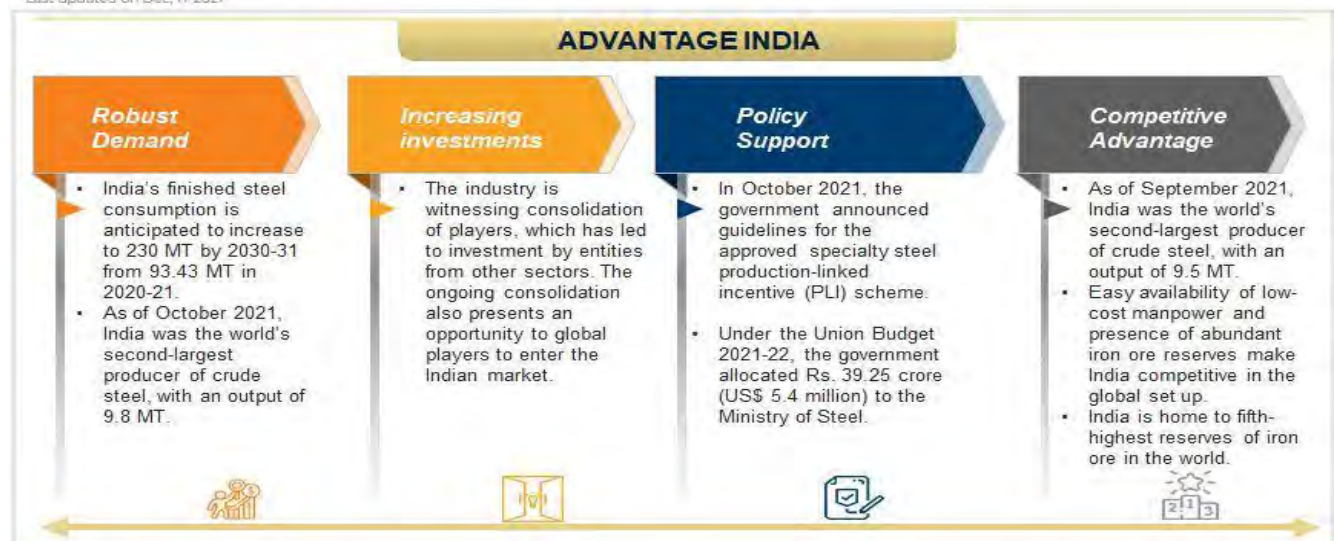 Last updated on Dec, 17 2021
ADVANTAGE INDIA
Robust
Demand
• India's finished steel
consumption is
anticipated to increase
to 230 MT by 2030-31
from 93.43 MT in
2020-21.
• As of October 2021,
India was the world's
second-largest
producer of crude
steel, with an output of
9.8 MT.
Increasing
investments
• The industry is
witnessing consolidation
of players, which has led
to investment by entities
from other sectors. The
ongoing consolidation
also presents an
opportunity to global
players to enter the
Indian market.
Policy
Support
• In October 2021, the
government announced
guidelines for the
approved specialty steel
production-linked
incentive (PLI) scheme.
• Under the Union Budget
2021-22, the government
allocated Rs. 39.25 crore
(US$ 5.4 million) to the
Ministry of Steel.
Competitive
Advantage
• As of September 2021,
India was the world's
second-largest producer
of crude steel, with an
output of 9.5 MT.
• Easy availability of low-
cost manpower and
presence of abundant
iron ore reserves make
India competitive in the
global set up.
• India is home to fifth-
highest reserves of iron
ore in the world.
2 1 3